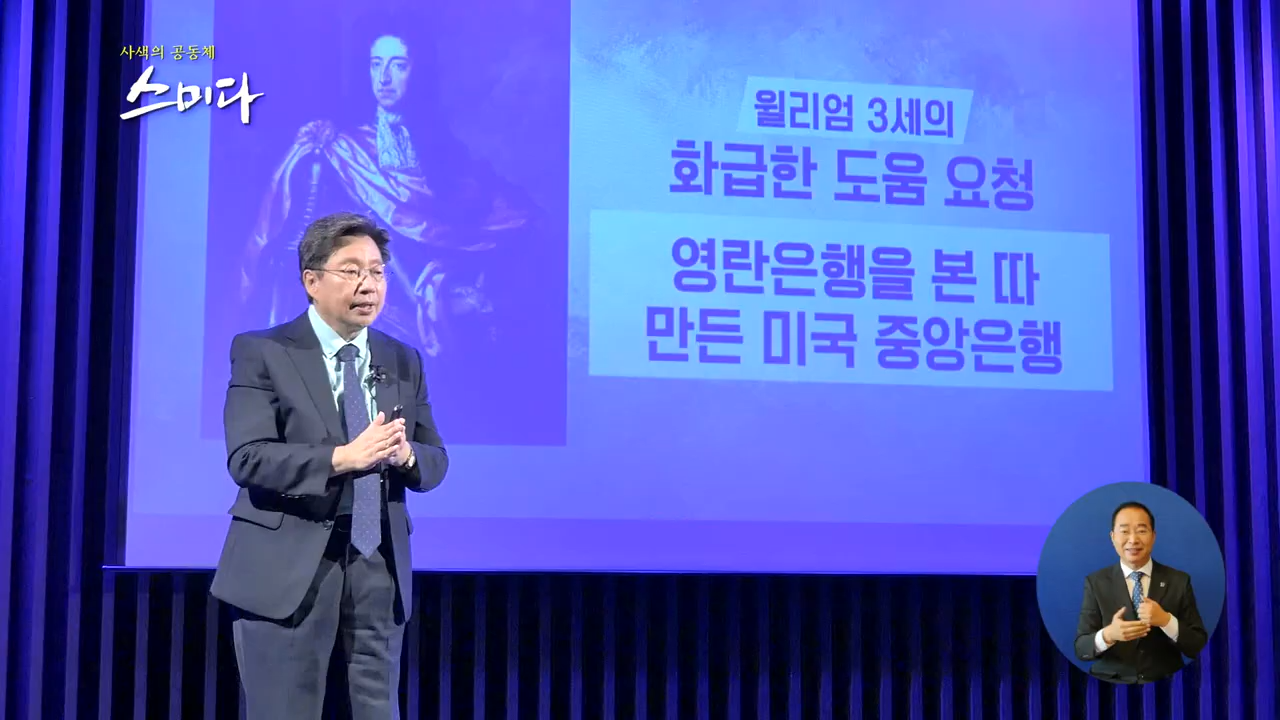 사색의 공동체
스미다
윌리엄 3세의
화급한 도움 요청
영란은행을 본 따
만든 미국 중앙은행